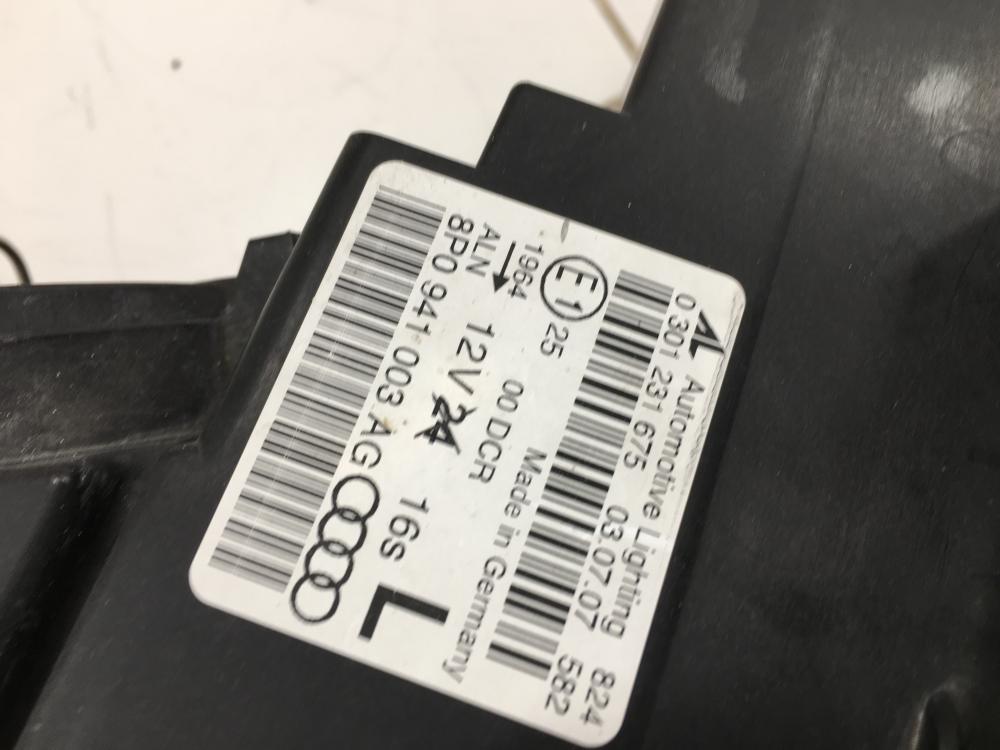 AL Automotive Lighting 824
0 301 231 675 03.07.07 582
E1 25 Made in Germany
1964 00 DCR
ALN 12V 24 16s L
8P0 941 003 AG